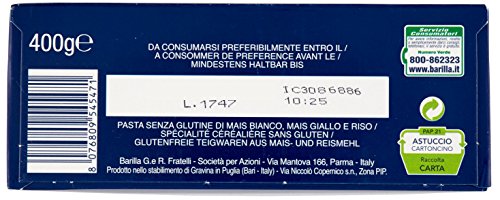 400g℮
DA CONSUMARSI PREFERIBILMENTE ENTRO IL /
A CONSOMMER DE PREFERENCE AVANT LE /
MINDESTENS HALTBAR BIS
L.1747
IC3086886
10:25
PASTA SENZA GLUTINE DI MAIS BIANCO, MAIS GIALLO E RISO /
SPÉCIALITÉ CÉRÉALIÈRE SANS GLUTEN /
GLUTENFREIE TEIGWAREN AUS MAIS- UND REISMEHL
Barilla G.e R. Fratelli - Società per Azioni - Via Mantova 166, Parma - Italy
Prodotto nello stabilimento di Gravina in Puglia (Bari - Italy) - Via Niccolò Copernico s.n., Zona PIP.
8 076809 545471
Servizio
Consumatori
Numero Verde
800-862323
www.barilla.it
PAP 21
ASTUCCIO
CARTONCINO
Raccolta
CARTA